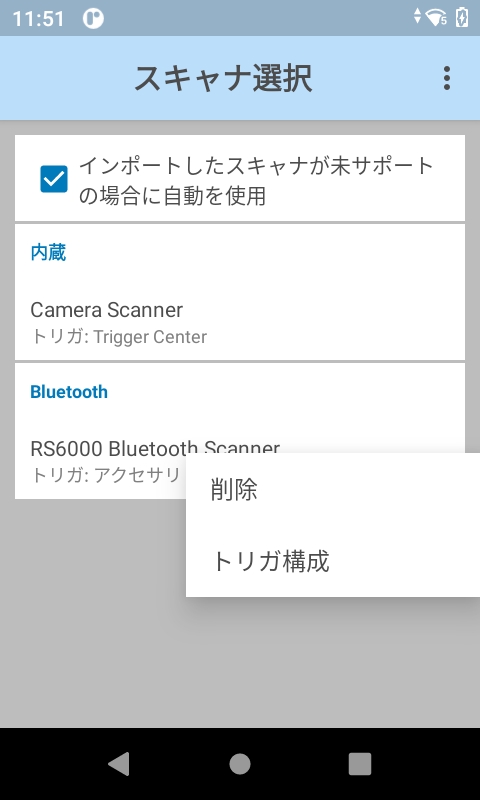 11:51
スキャナ選択
インポートしたスキャナが未サポート
の場合に自動を使用
内蔵
Camera Scanner
トリガ: Trigger Center
Bluetooth
RS6000 Bluetooth Scanner
トリガ: アクセサリ
削除
トリガ構成